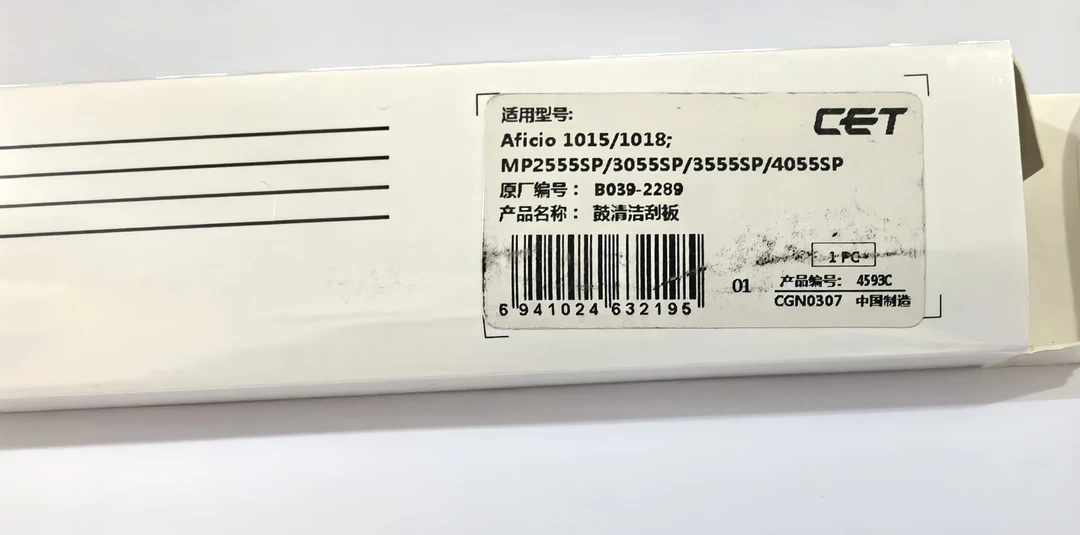 适用型号:
CET
Aficio 1015/1018;
MP2555SP/3055SP/3555SP/4055SP
原厂编号： B039-2289
产品名称： 鼓清洁刮板
1 PC
01
产品编号: 4593C
CGN0307 中国制造
6 941024 632195